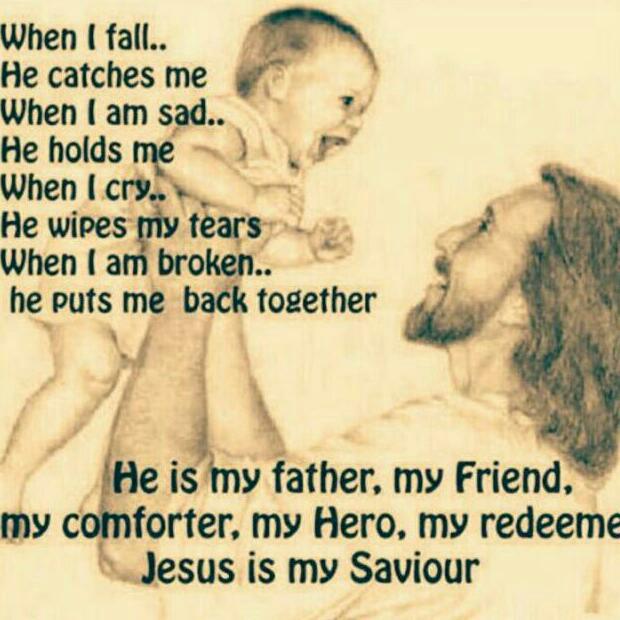 When I fall..
He catches me
When I am sad..
He holds me
When I cry..
He wipes my tears
When I am broken..
he puts me back together
He is my father, my Friend,
my comforter, my Hero, my redeeme
Jesus is my Saviour